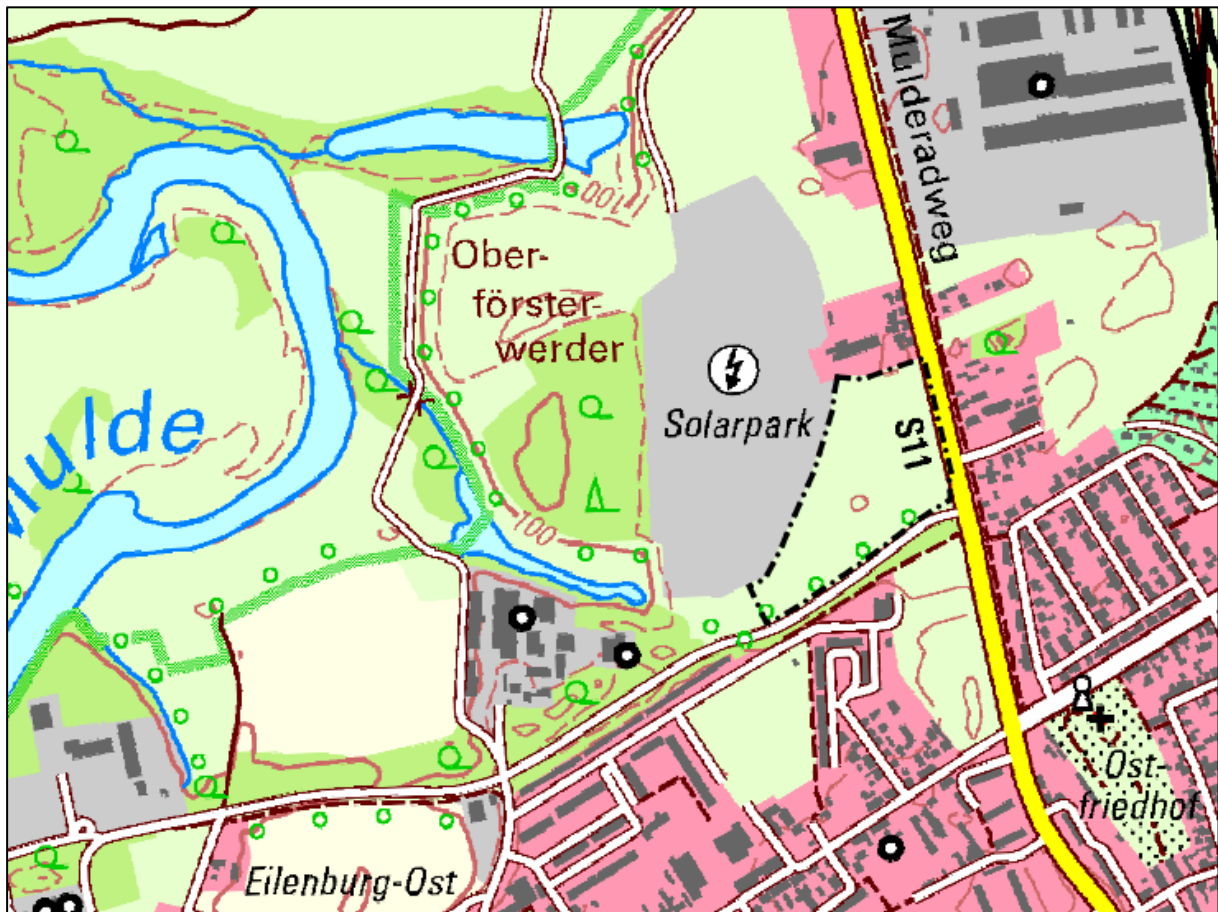 Mulderadweg
100
Ober-
förster-
werder
Solarpark
S11
Mulde
100
Ost-
friedhof
Eilenburg-Ost